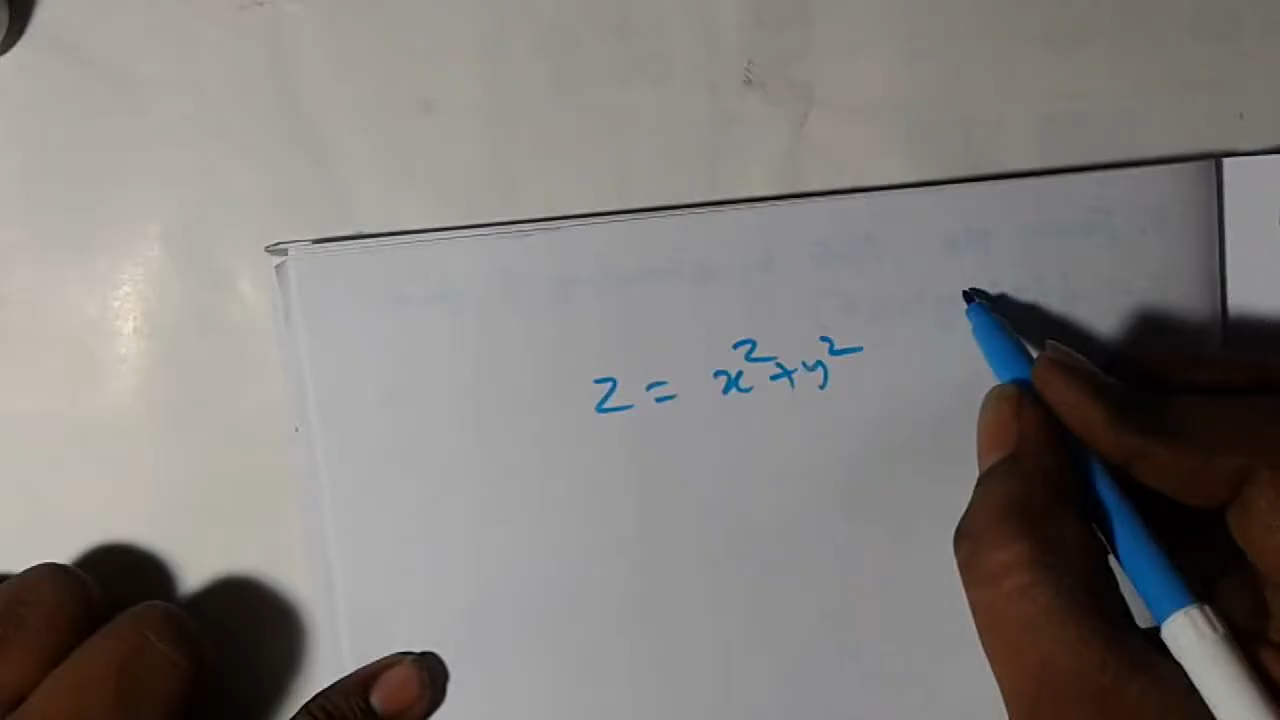 z = x² + y²